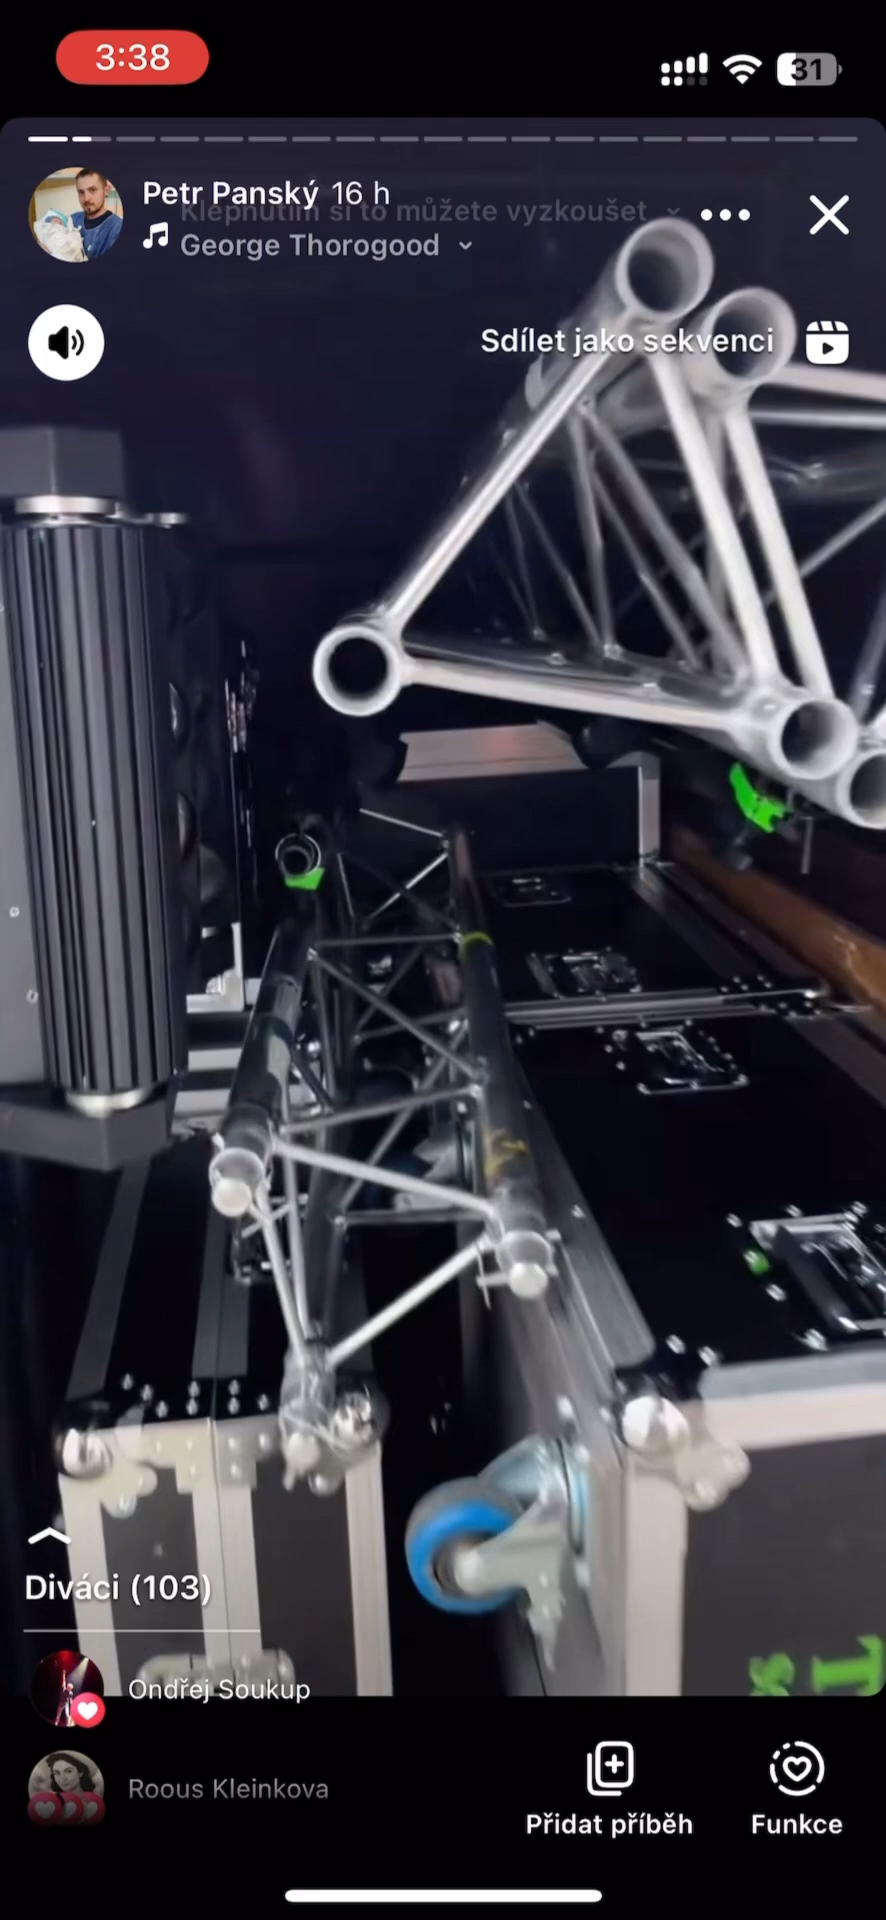 3:38
31
Petr Panský 16 h
Klepnutím si to můžete vyzkoušet
George Thorogood
Sdílet jako sekvenci
Diváci (103)
Ondřej Soukup
Roous Kleinkova
Přidat příběh
Funkce